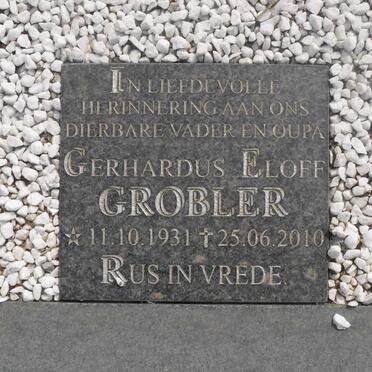 IN LIEFDEVOLLE
HERINNERING AAN ONS
DIERBARE VADER EN OUPA
GERHARDUS ELOFF
GROBLER
☆ 11.10.1931 ✝ 25.06.2010
RUS IN VREDE.